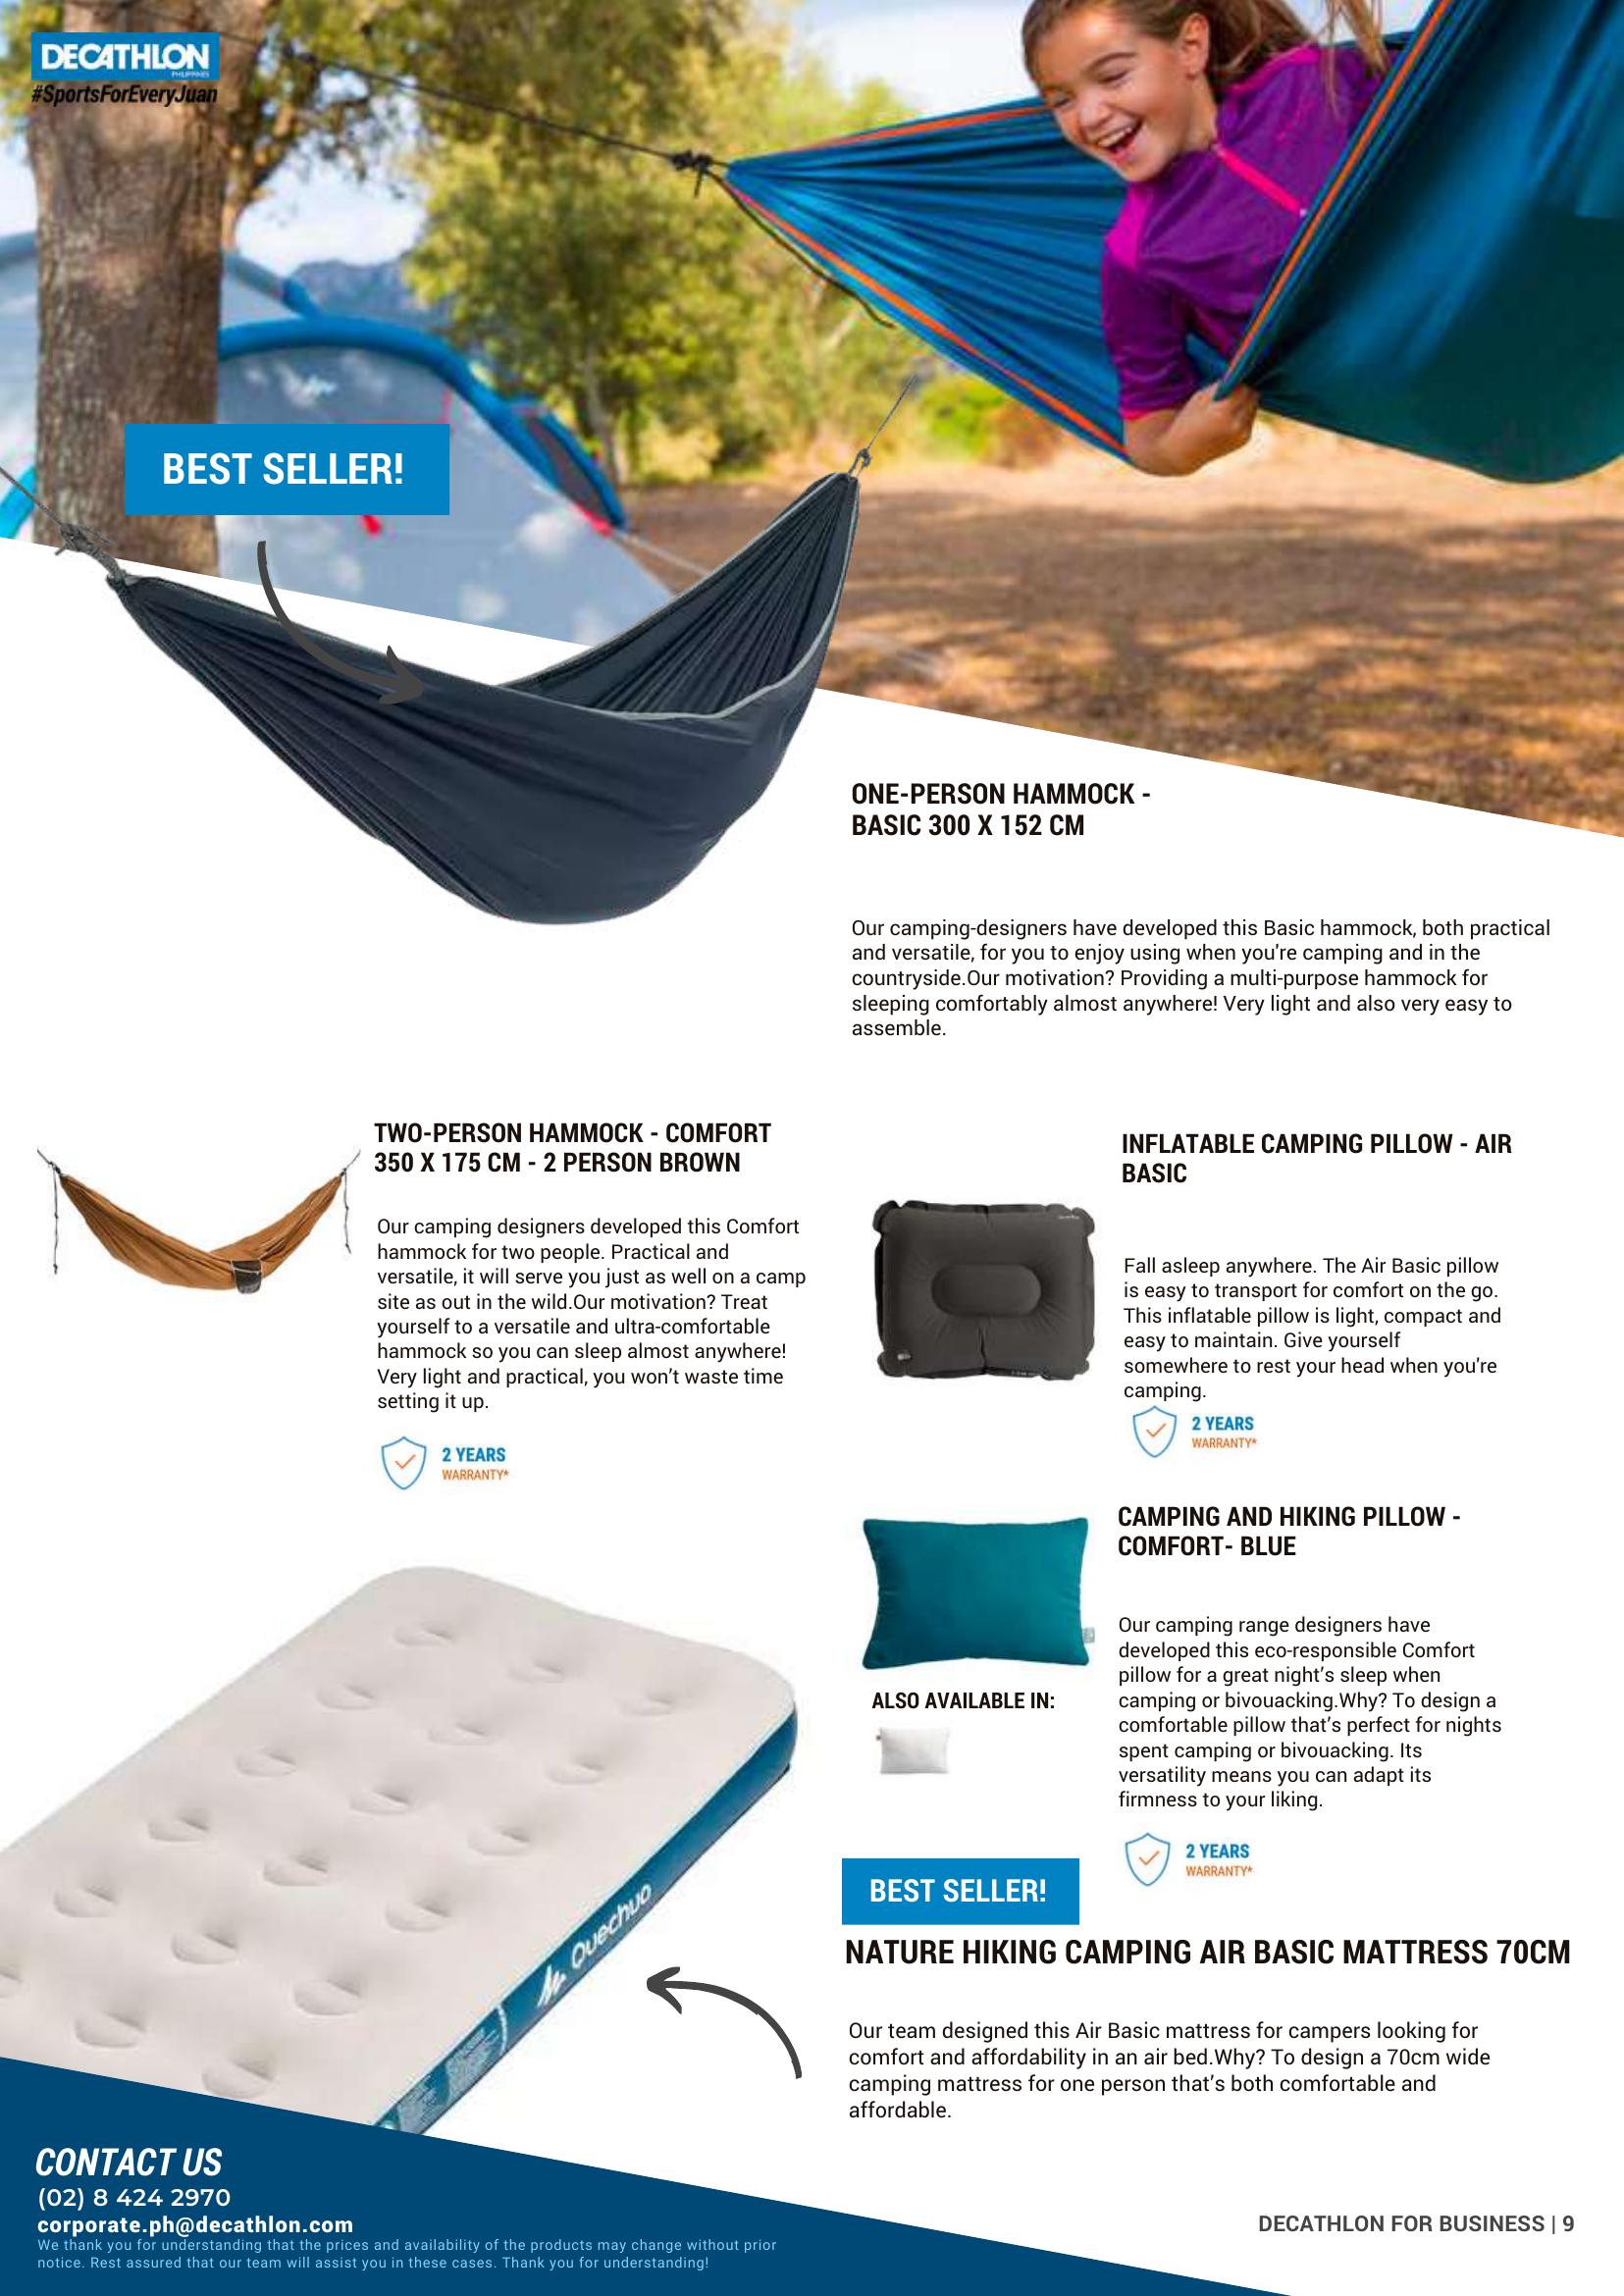 DECATHLON
PHILIPPINES
#SportsForEveryJuan
BEST SELLER!
ONE-PERSON HAMMOCK -
BASIC 300 X 152 CM
Our camping-designers have developed this Basic hammock, both practical
and versatile, for you to enjoy using when you're camping and in the
countryside.Our motivation? Providing a multi-purpose hammock for
sleeping comfortably almost anywhere! Very light and also very easy to
assemble.
TWO-PERSON HAMMOCK - COMFORT
350 X 175 CM - 2 PERSON BROWN
Our camping designers developed this Comfort
hammock for two people. Practical and
versatile, it will serve you just as well on a camp
site as out in the wild.Our motivation? Treat
yourself to a versatile and ultra-comfortable
hammock so you can sleep almost anywhere!
Very light and practical, you won't waste time
setting it up.
2 YEARS
WARRANTY*
INFLATABLE CAMPING PILLOW - AIR
BASIC
Fall asleep anywhere. The Air Basic pillow
is easy to transport for comfort on the go.
This inflatable pillow is light, compact and
easy to maintain. Give yourself
somewhere to rest your head when you're
camping.
2 YEARS
WARRANTY*
CAMPING AND HIKING PILLOW -
COMFORT- BLUE
Our camping range designers have
developed this eco-responsible Comfort
pillow for a great night's sleep when
camping or bivouacking.Why? To design a
comfortable pillow that's perfect for nights
spent camping or bivouacking. Its
versatility means you can adapt its
firmness to your liking.
ALSO AVAILABLE IN:
2 YEARS
WARRANTY*
BEST SELLER!
NATURE HIKING CAMPING AIR BASIC MATTRESS 70CM
Our team designed this Air Basic mattress for campers looking for
comfort and affordability in an air bed.Why? To design a 70cm wide
camping mattress for one person that's both comfortable and
affordable.
Quechua
CONTACT US
(02) 8 424 2970
corporate.ph@decathlon.com
We thank you for understanding that the prices and availability of the products may change without prior
notice. Rest assured that our team will assist you in these cases. Thank you for understanding!
DECATHLON FOR BUSINESS | 9